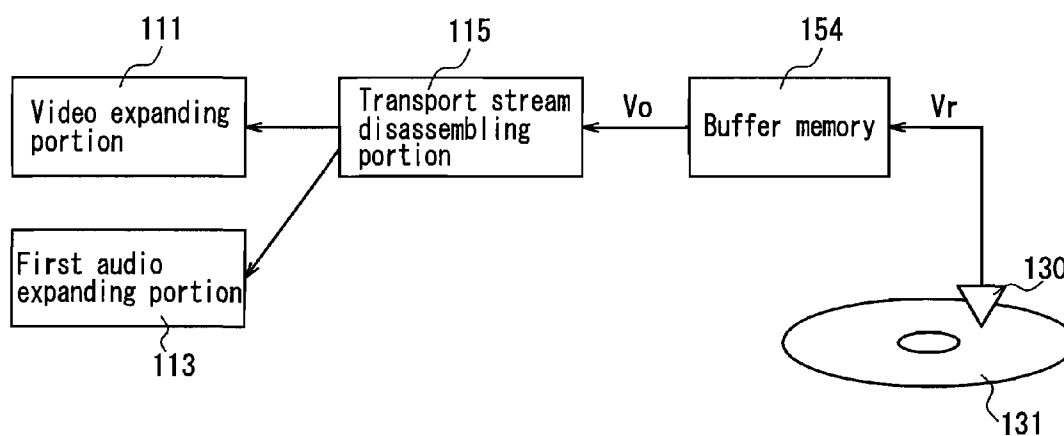 111
115
154
Video expanding
portion
Transport stream
disassembling
portion
Vo
Buffer memory
Vr
First audio
expanding portion
113
130
131